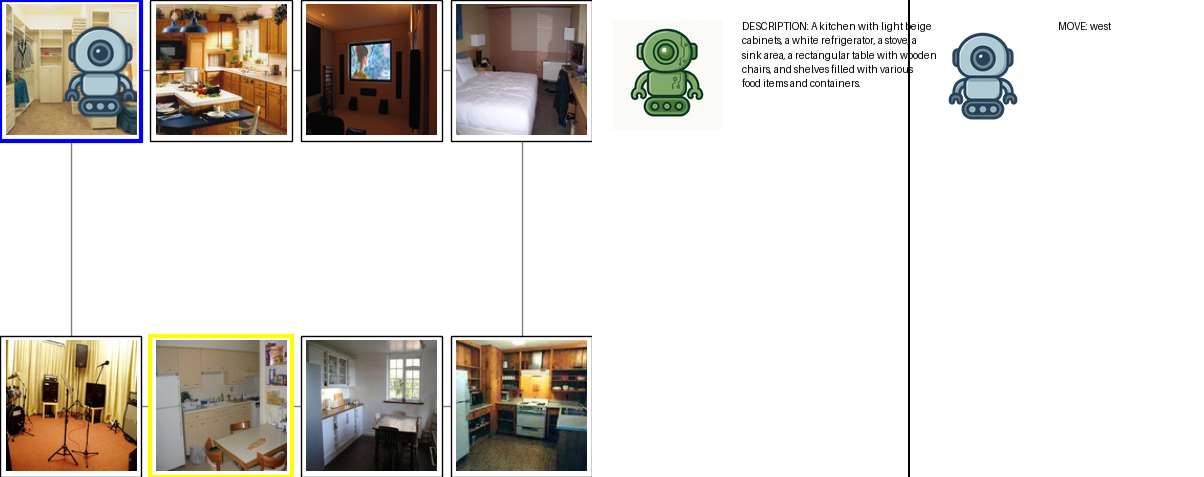 DESCRIPTION: A kitchen with light beige
cabinets, a white refrigerator, a stove, a
sink area, a rectangular table with wooden
chairs, and shelves filled with various
food items and containers.
MOVE: west